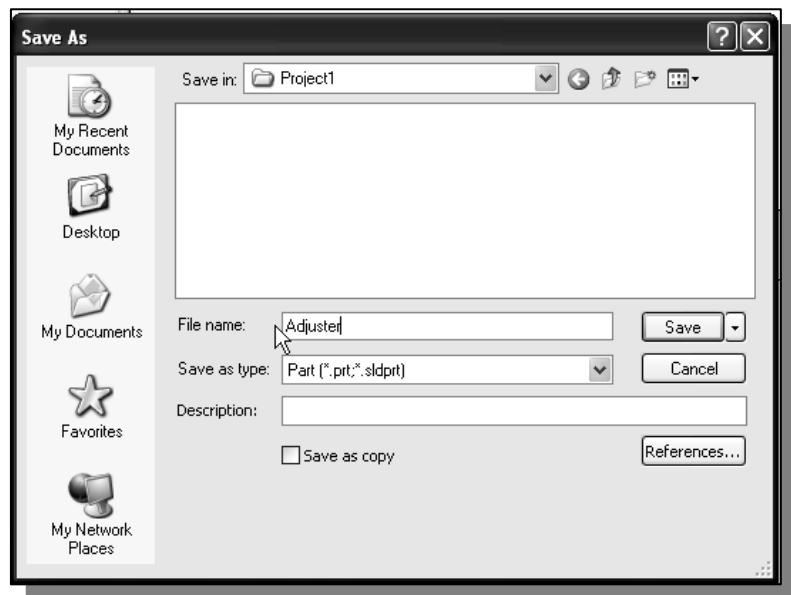 Save As
Save in: Project1
My Recent
Documents
Desktop
My Documents
Favorites
My Network
Places
File name: Adjuster
Save
Save as type: Part (*.prt;*.sldprt)
Cancel
Description:
Save as copy
References...